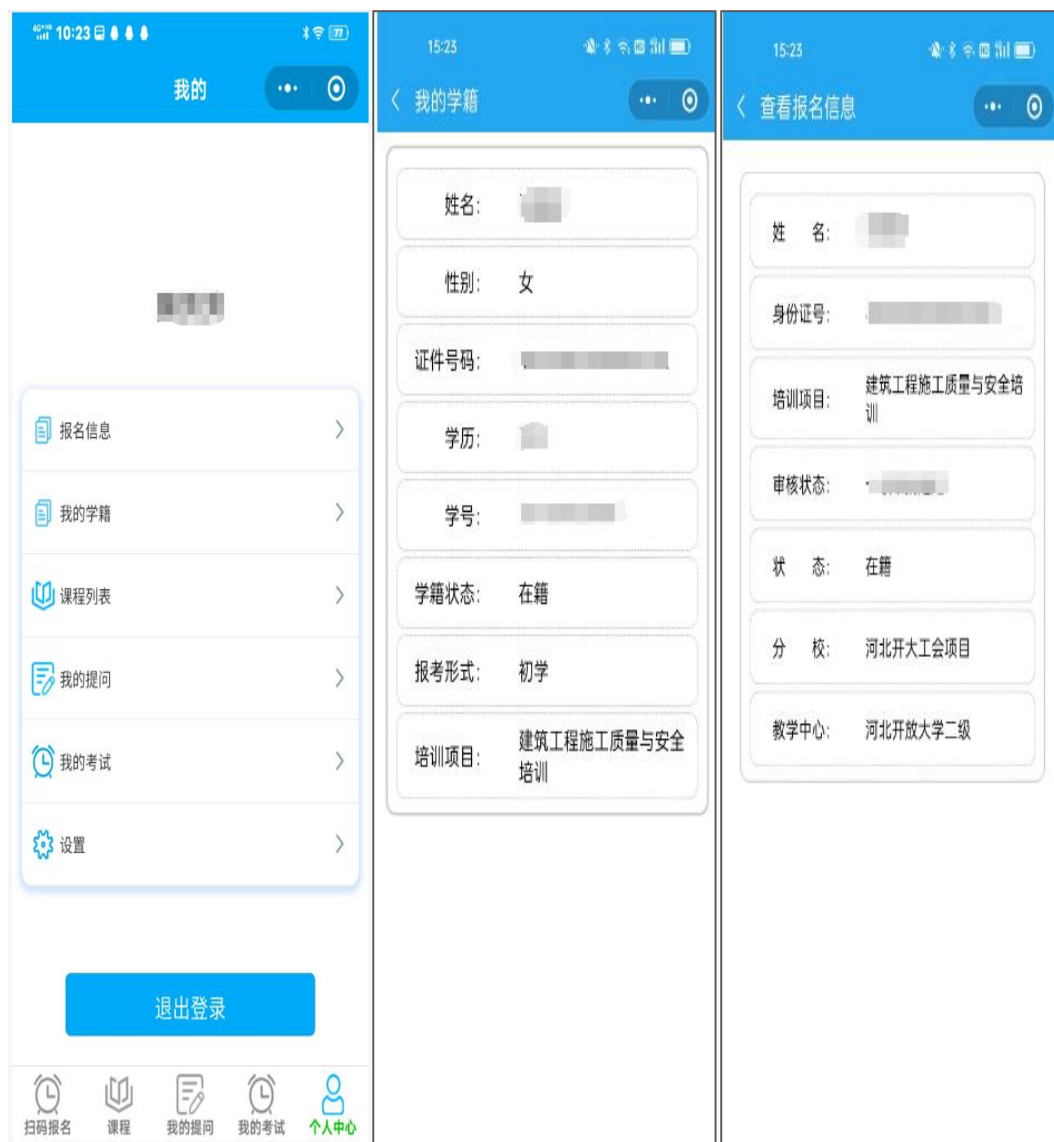 10:23
77
我的
报名信息
我的学籍
课程列表
我的提问
我的考试
设置
退出登录
扫码报名
课程
我的提问
我的考试
个人中心
15:23
我的学籍
姓名:
性别: 女
证件号码:
学历:
学号:
学籍状态: 在籍
报考形式: 初学
培训项目: 建筑工程施工质量与安全
培训
15:23
查看报名信息
姓 名:
身份证号:
培训项目: 建筑工程施工质量与安全培
训
审核状态:
状 态: 在籍
分 校: 河北开大工会项目
教学中心: 河北开放大学二级